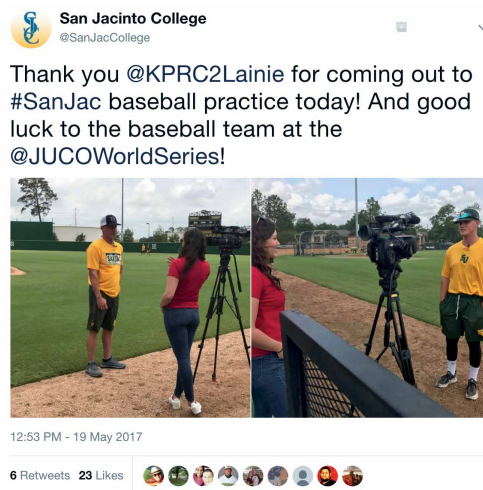 San Jacinto College
@SanJacCollege
Thank you @KPRC2Lainie for coming out to
#SanJac baseball practice today! And good
luck to the baseball team at the
@JUCOWorldSeries!
12:53 PM - 19 May 2017
6 Retweets 23 Likes